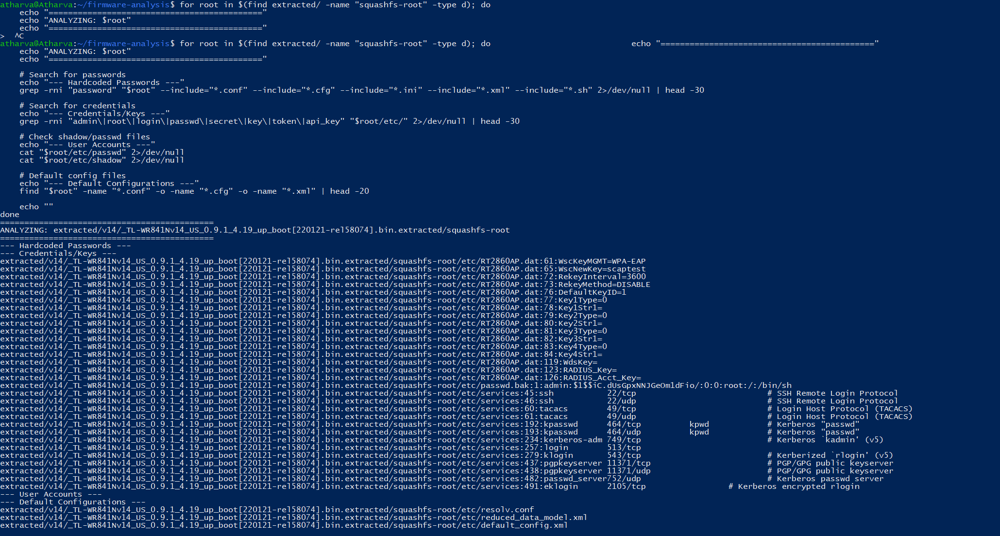 atharva@Atharva:~/firmware-analysis$ for root in $(find extracted/ -name "squashfs-root" -type d); do
    echo "============================================"
    echo "ANALYZING: $root"
    echo "============================================"
>  ^C
atharva@Atharva:~/firmware-analysis$ for root in $(find extracted/ -name "squashfs-root" -type d); do                             echo "============================================"
    echo "ANALYZING: $root"
    echo "============================================"

    # Search for passwords
    echo "--- Hardcoded Passwords ---"
    grep -rni "password" "$root" --include="*.conf" --include="*.cfg" --include="*.ini" --include="*.xml" --include="*.sh" 2>/dev/null | head -30

    # Search for credentials
    echo "--- Credentials/Keys ---"
    grep -rni "admin\|root\|login\|passwd\|secret\|key\|token\|api_key" "$root/etc/" 2>/dev/null | head -30

    # Check shadow/passwd files
    echo "--- User Accounts ---"
    cat "$root/etc/passwd" 2>/dev/null
    cat "$root/etc/shadow" 2>/dev/null

    # Default config files
    echo "--- Default Configurations ---"
    find "$root" -name "*.conf" -o -name "*.cfg" -o -name "*.xml" | head -20

    echo ""
done
============================================
ANALYZING: extracted/v14/_TL-WR841Nv14_US_0.9.1_4.19_up_boot[220121-rel58074].bin.extracted/squashfs-root
============================================
--- Hardcoded Passwords ---
--- Credentials/Keys ---
extracted/v14/_TL-WR841Nv14_US_0.9.1_4.19_up_boot[220121-rel58074].bin.extracted/squashfs-root/etc/RT2860AP.dat:61:WscKeyMGMT=WPA-EAP
extracted/v14/_TL-WR841Nv14_US_0.9.1_4.19_up_boot[220121-rel58074].bin.extracted/squashfs-root/etc/RT2860AP.dat:65:WscNewKey=scaptest
extracted/v14/_TL-WR841Nv14_US_0.9.1_4.19_up_boot[220121-rel58074].bin.extracted/squashfs-root/etc/RT2860AP.dat:72:RekeyInterval=3600
extracted/v14/_TL-WR841Nv14_US_0.9.1_4.19_up_boot[220121-rel58074].bin.extracted/squashfs-root/etc/RT2860AP.dat:73:RekeyMethod=DISABLE
extracted/v14/_TL-WR841Nv14_US_0.9.1_4.19_up_boot[220121-rel58074].bin.extracted/squashfs-root/etc/RT2860AP.dat:76:DefaultKeyID=1
extracted/v14/_TL-WR841Nv14_US_0.9.1_4.19_up_boot[220121-rel58074].bin.extracted/squashfs-root/etc/RT2860AP.dat:77:Key1Type=0
extracted/v14/_TL-WR841Nv14_US_0.9.1_4.19_up_boot[220121-rel58074].bin.extracted/squashfs-root/etc/RT2860AP.dat:78:Key1Str1=
extracted/v14/_TL-WR841Nv14_US_0.9.1_4.19_up_boot[220121-rel58074].bin.extracted/squashfs-root/etc/RT2860AP.dat:79:Key2Type=0
extracted/v14/_TL-WR841Nv14_US_0.9.1_4.19_up_boot[220121-rel58074].bin.extracted/squashfs-root/etc/RT2860AP.dat:80:Key2Str1=
extracted/v14/_TL-WR841Nv14_US_0.9.1_4.19_up_boot[220121-rel58074].bin.extracted/squashfs-root/etc/RT2860AP.dat:81:Key3Type=0
extracted/v14/_TL-WR841Nv14_US_0.9.1_4.19_up_boot[220121-rel58074].bin.extracted/squashfs-root/etc/RT2860AP.dat:82:Key3Str1=
extracted/v14/_TL-WR841Nv14_US_0.9.1_4.19_up_boot[220121-rel58074].bin.extracted/squashfs-root/etc/RT2860AP.dat:83:Key4Type=0
extracted/v14/_TL-WR841Nv14_US_0.9.1_4.19_up_boot[220121-rel58074].bin.extracted/squashfs-root/etc/RT2860AP.dat:84:Key4Str1=
extracted/v14/_TL-WR841Nv14_US_0.9.1_4.19_up_boot[220121-rel58074].bin.extracted/squashfs-root/etc/RT2860AP.dat:119:WdsKey=
extracted/v14/_TL-WR841Nv14_US_0.9.1_4.19_up_boot[220121-rel58074].bin.extracted/squashfs-root/etc/RT2860AP.dat:123:RADIUS_Key=
extracted/v14/_TL-WR841Nv14_US_0.9.1_4.19_up_boot[220121-rel58074].bin.extracted/squashfs-root/etc/RT2860AP.dat:126:RADIUS_Acct_Key=
extracted/v14/_TL-WR841Nv14_US_0.9.1_4.19_up_boot[220121-rel58074].bin.extracted/squashfs-root/etc/passwd.bak:1:admin:$1$$iC.dUsGpxNNJGeOm1dFio/:0:0:root:/:/bin/sh
extracted/v14/_TL-WR841Nv14_US_0.9.1_4.19_up_boot[220121-rel58074].bin.extracted/squashfs-root/etc/services:45:ssh           22/tcp                          # SSH Remote Login Protocol
extracted/v14/_TL-WR841Nv14_US_0.9.1_4.19_up_boot[220121-rel58074].bin.extracted/squashfs-root/etc/services:46:ssh           22/udp                          # SSH Remote Login Protocol
extracted/v14/_TL-WR841Nv14_US_0.9.1_4.19_up_boot[220121-rel58074].bin.extracted/squashfs-root/etc/services:60:tacacs        49/tcp                          # Login Host Protocol (TACACS)
extracted/v14/_TL-WR841Nv14_US_0.9.1_4.19_up_boot[220121-rel58074].bin.extracted/squashfs-root/etc/services:61:tacacs        49/udp                          # Login Host Protocol (TACACS)
extracted/v14/_TL-WR841Nv14_US_0.9.1_4.19_up_boot[220121-rel58074].bin.extracted/squashfs-root/etc/services:192:kpasswd      464/tcp          kpwd           # Kerberos "passwd"
extracted/v14/_TL-WR841Nv14_US_0.9.1_4.19_up_boot[220121-rel58074].bin.extracted/squashfs-root/etc/services:193:kpasswd      464/udp          kpwd           # Kerberos "passwd"
extracted/v14/_TL-WR841Nv14_US_0.9.1_4.19_up_boot[220121-rel58074].bin.extracted/squashfs-root/etc/services:234:kerberos-adm 749/tcp                         # Kerberos `kadmin' (v5)
extracted/v14/_TL-WR841Nv14_US_0.9.1_4.19_up_boot[220121-rel58074].bin.extracted/squashfs-root/etc/services:257:login        513/tcp
extracted/v14/_TL-WR841Nv14_US_0.9.1_4.19_up_boot[220121-rel58074].bin.extracted/squashfs-root/etc/services:279:klogin       543/tcp                         # Kerberized `rlogin' (v5)
extracted/v14/_TL-WR841Nv14_US_0.9.1_4.19_up_boot[220121-rel58074].bin.extracted/squashfs-root/etc/services:437:pgpkeyserver 11371/tcp                       # PGP/GPG public keyserver
extracted/v14/_TL-WR841Nv14_US_0.9.1_4.19_up_boot[220121-rel58074].bin.extracted/squashfs-root/etc/services:438:pgpkeyserver 11371/udp                       # PGP/GPG public keyserver
extracted/v14/_TL-WR841Nv14_US_0.9.1_4.19_up_boot[220121-rel58074].bin.extracted/squashfs-root/etc/services:482:passwd_server752/udp                         # Kerberos passwd server
extracted/v14/_TL-WR841Nv14_US_0.9.1_4.19_up_boot[220121-rel58074].bin.extracted/squashfs-root/etc/services:491:eklogin      2105/tcp                 # Kerberos encrypted rlogin
--- User Accounts ---
--- Default Configurations ---
extracted/v14/_TL-WR841Nv14_US_0.9.1_4.19_up_boot[220121-rel58074].bin.extracted/squashfs-root/etc/resolv.conf
extracted/v14/_TL-WR841Nv14_US_0.9.1_4.19_up_boot[220121-rel58074].bin.extracted/squashfs-root/etc/reduced_data_model.xml
extracted/v14/_TL-WR841Nv14_US_0.9.1_4.19_up_boot[220121-rel58074].bin.extracted/squashfs-root/etc/default_config.xml